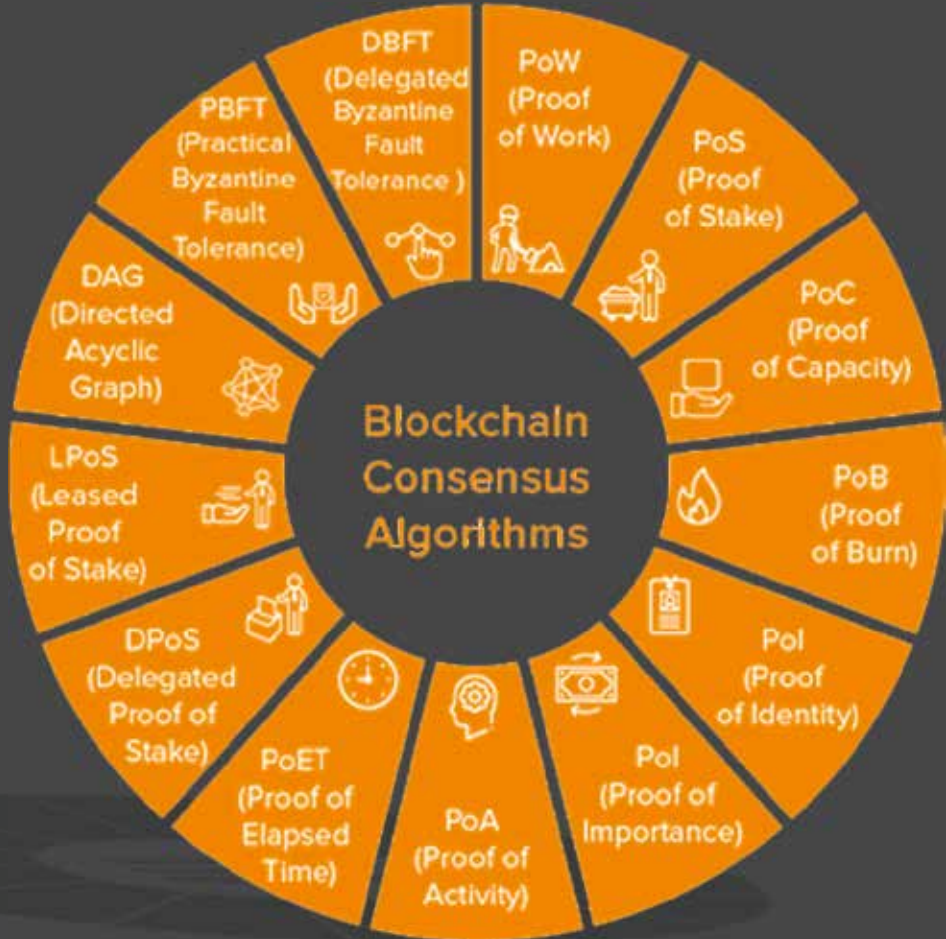 Blockchain
Consensus
Algorithms
PoW
(Proof
of Work)
PoS
(Proof
of Stake)
PoC
(Proof
of Capacity)
PoB
(Proof
of Burn)
PoI
(Proof
of Identity)
PoI
(Proof of
Importance)
PoA
(Proof of
Activity)
PoET
(Proof of
Elapsed
Time)
DPoS
(Delegated
Proof of
Stake)
LPoS
(Leased
Proof
of Stake)
DAG
(Directed
Acyclic
Graph)
PBFT
(Practical
Byzantine
Fault
Tolerance)
DBFT
(Delegated
Byzantine
Fault
Tolerance )